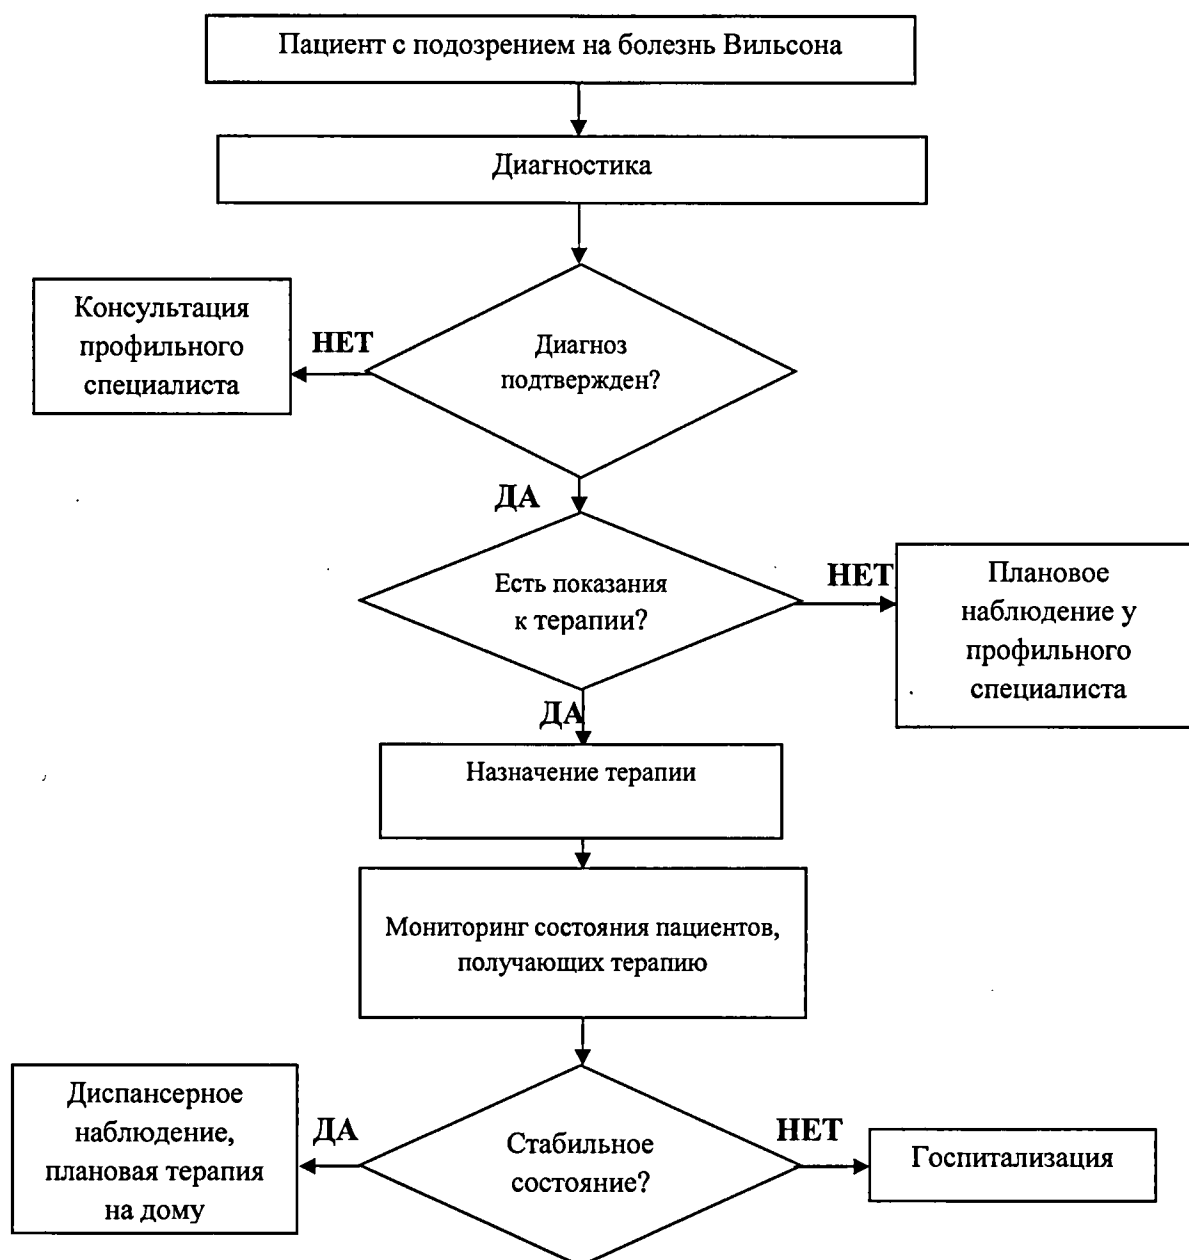 Пациент с подозрением на болезнь Вильсона
Диагностика
Консультация
профильного
специалиста
НЕТ
Диагноз
подтвержден?
ДА
Есть показания
к терапии?
НЕТ
Плановое
наблюдение у
профильного
специалиста
ДА
Назначение терапии
Мониторинг состояния пациентов,
получающих терапию
Диспансерное
наблюдение,
плановая терапия
на дому
ДА
Стабильное
состояние?
НЕТ
Госпитализация